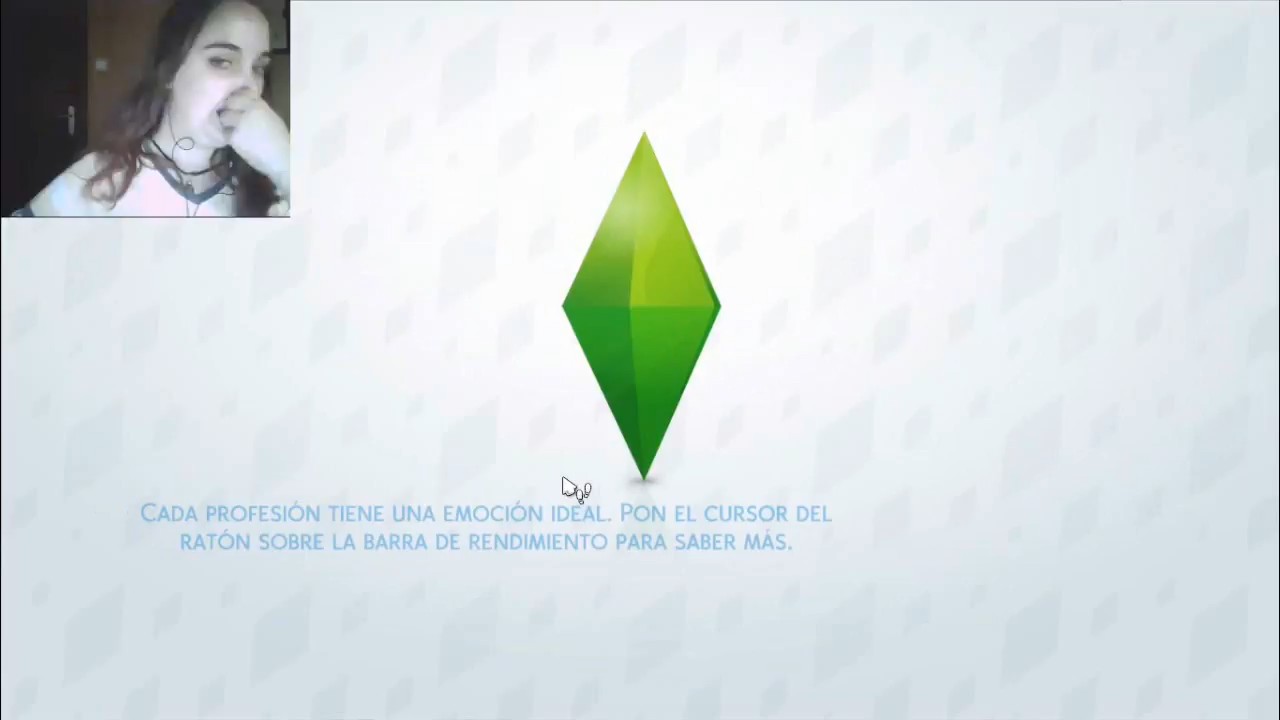 Cada profesión tiene una emoción ideal. Pon el cursor del
ratón sobre la barra de rendimiento para saber más.